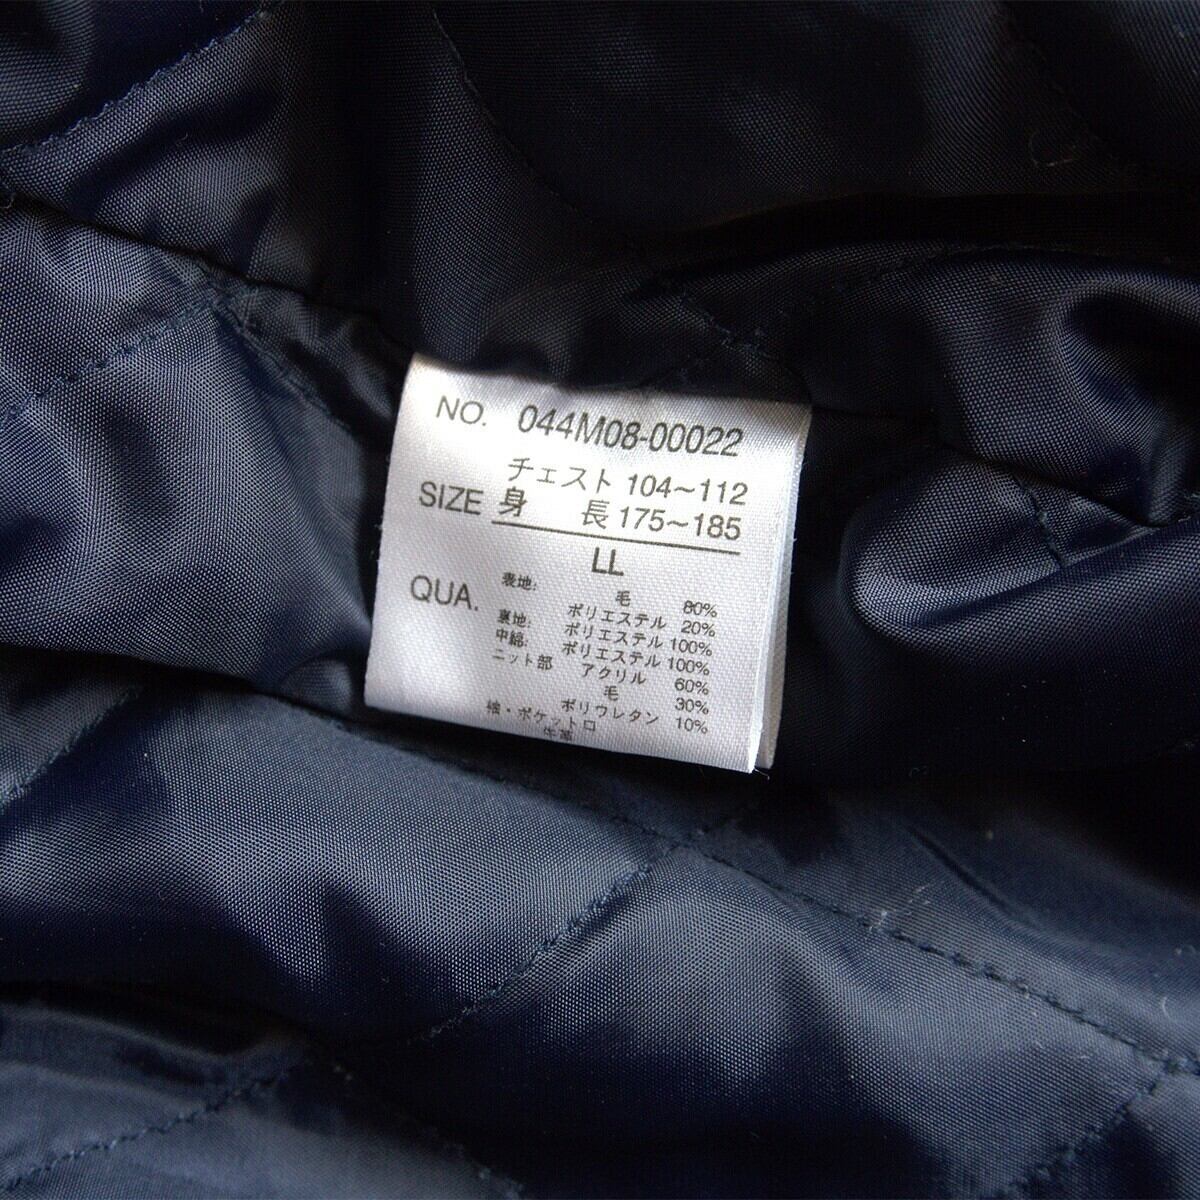 NO. 044M08-00022
チェスト 104~112
SIZE 身 長 175~185
LL
QUA. 表地: 毛 80%
ポリエステル 20%
裏地: ポリエステル 100%
中綿: ポリエステル 100%
ニット部 アクリル 60%
毛 30%
ポリウレタン 10%
袖・ポケット口
牛革